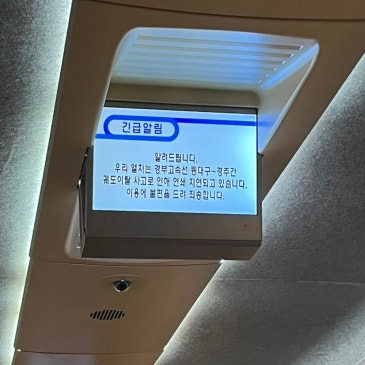 긴급알림
알려드립니다.
우리 열차는 경부고속선 동대구-경주간
궤도이탈 사고로 인해 연쇄 지연되고 있습니다.
이용에 불편을 드려 죄송합니다.